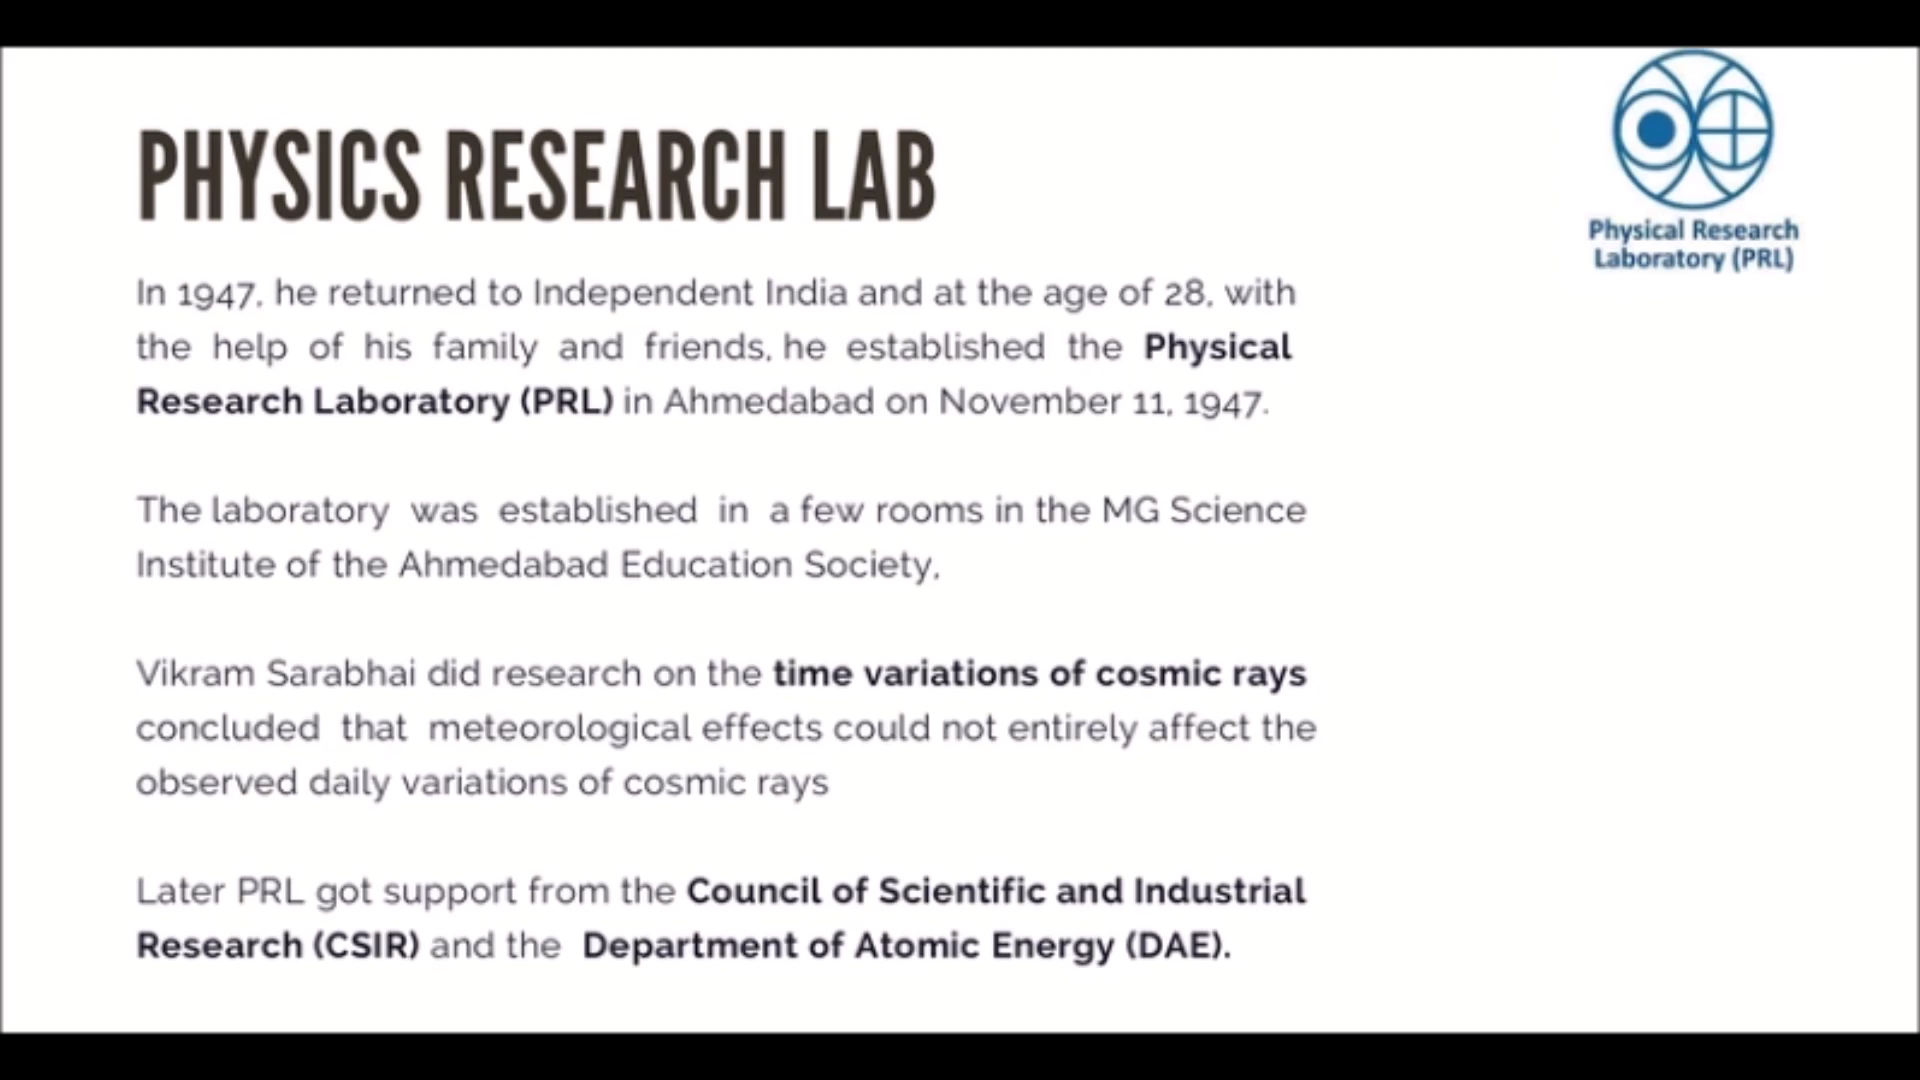 PHYSICS RESEARCH LAB
Physical Research
Laboratory (PRL)
In 1947, he returned to Independent India and at the age of 28, with
the help of his family and friends, he established the Physical
Research Laboratory (PRL) in Ahmedabad on November 11, 1947.
The laboratory was established in a few rooms in the MG Science
Institute of the Ahmedabad Education Society,
Vikram Sarabhai did research on the time variations of cosmic rays
concluded that meteorological effects could not entirely affect the
observed daily variations of cosmic rays
Later PRL got support from the Council of Scientific and Industrial
Research (CSIR) and the Department of Atomic Energy (DAE).